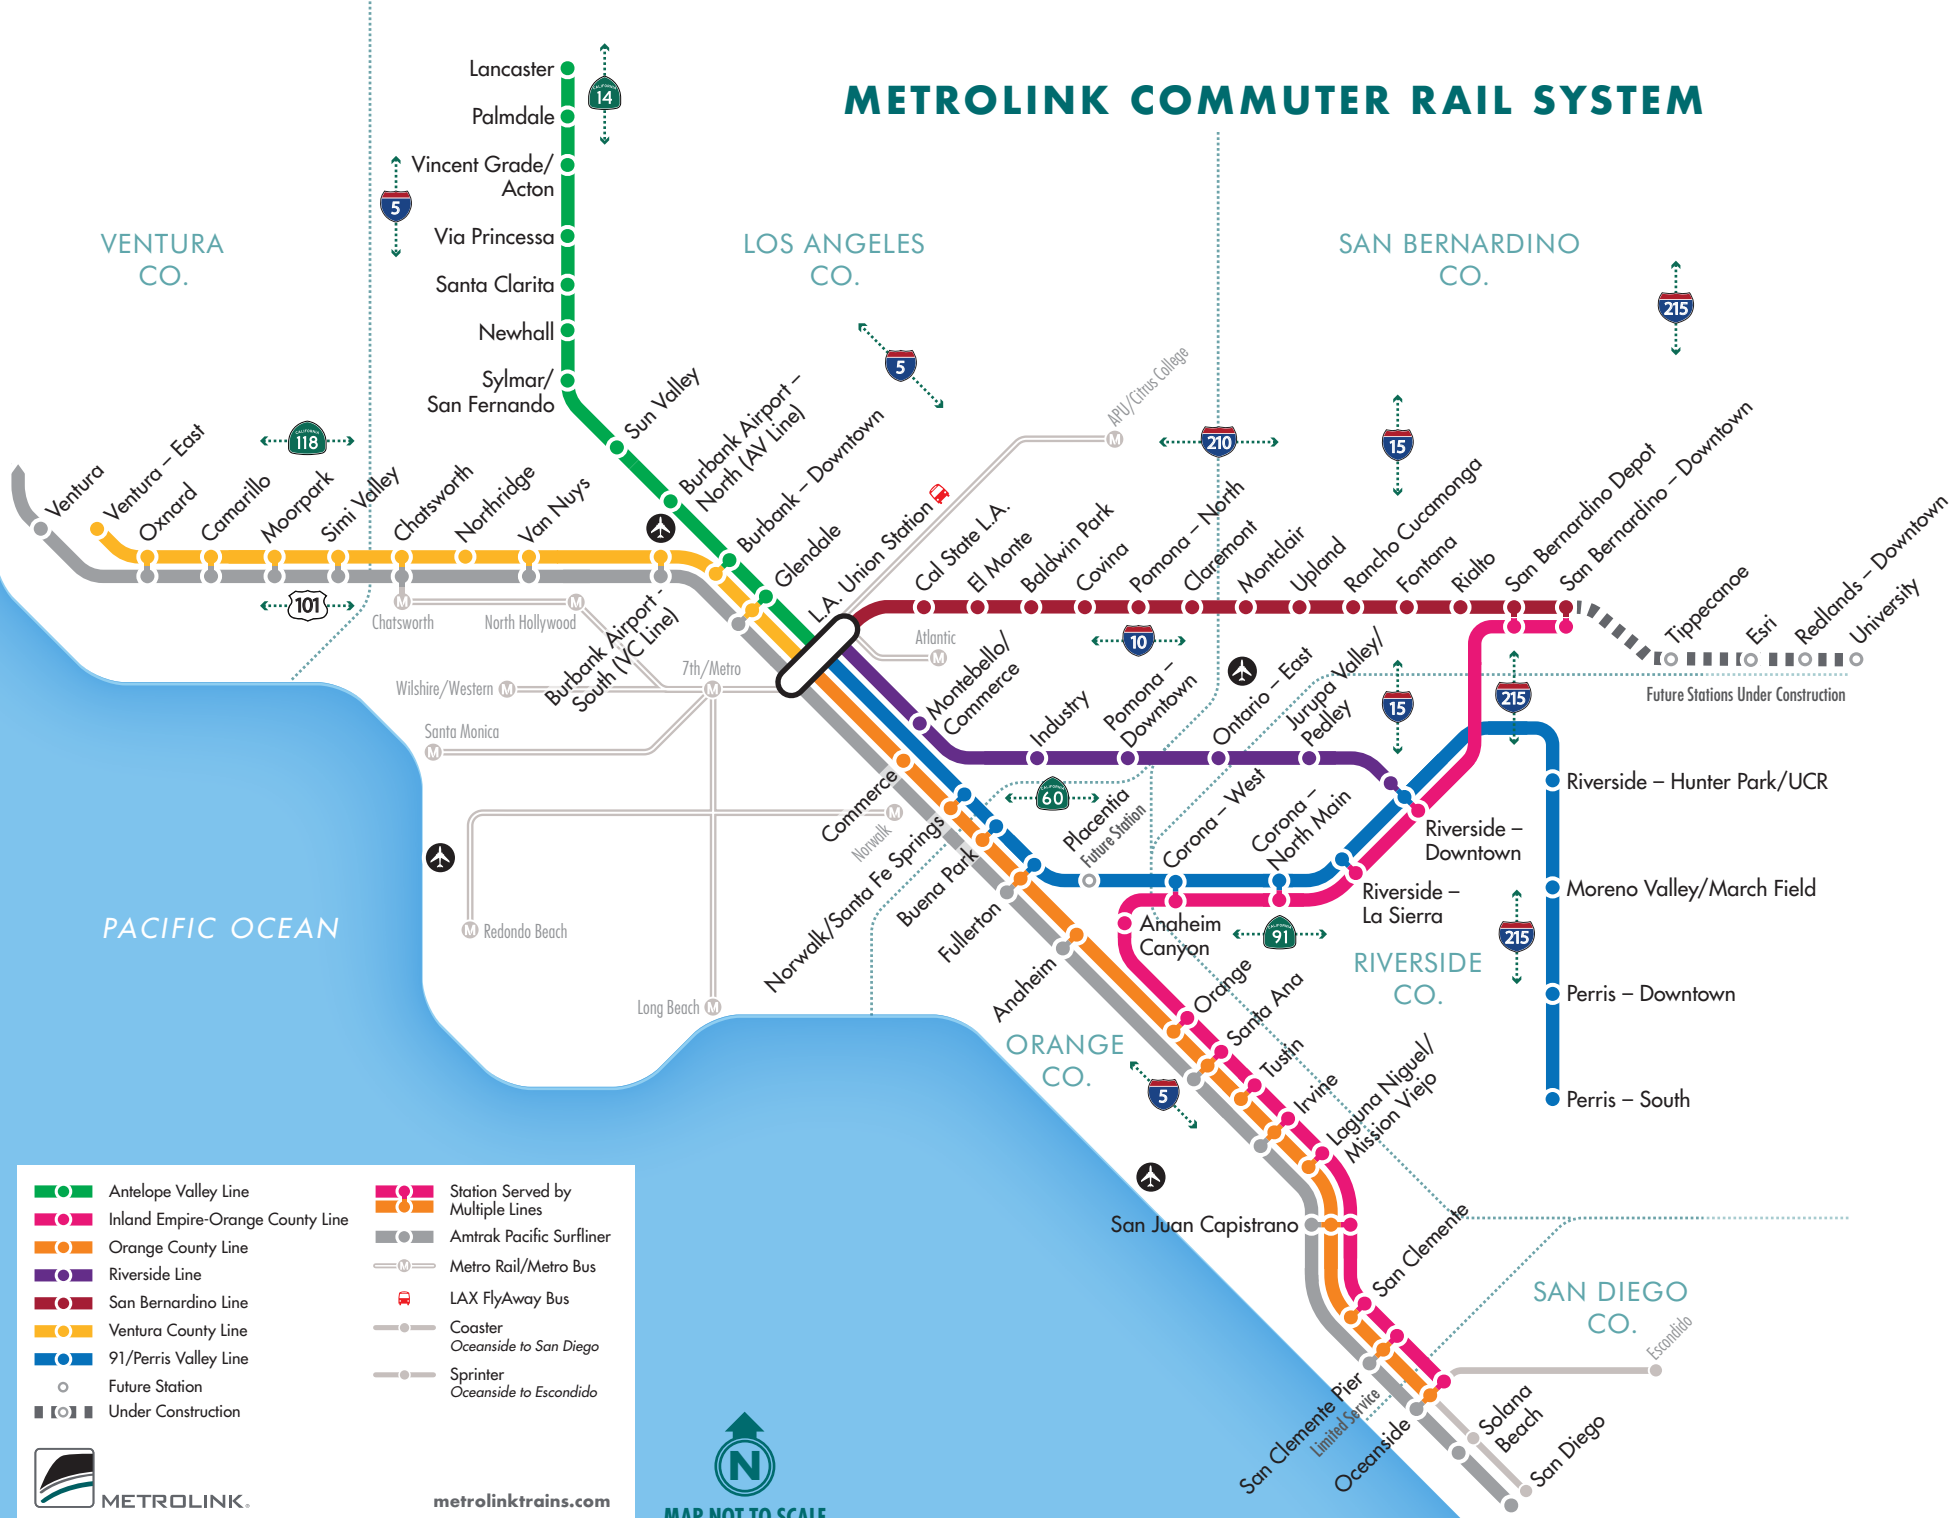 METROLINK COMMUTER RAIL SYSTEM
Lancaster
Palmdale
Vincent Grade/
Acton
Via Princessa
Santa Clarita
Newhall
Sylmar/
San Fernando
CALIFORNIA
14
5
VENTURA
CO.
LOS ANGELES
CO.
SAN BERNARDINO
CO.
215
5
CALIFORNIA
118
101
210
15
Sun Valley
Burbank Airport –
North (AV Line)
Burbank – Downtown
Glendale
L.A. Union Station
APU/Citrus College
M
Ventura
Ventura – East
Oxnard
Camarillo
Moorpark
Simi Valley
Chatsworth
Northridge
Van Nuys
Burbank Airport -
South (VC Line)
M
Chatsworth
M
North Hollywood
Wilshire/Western M
7th/Metro
M
Santa Monica
M
Atlantic
M
Norwalk
M
M Redondo Beach
Long Beach M
Cal State L.A.
El Monte
Baldwin Park
Covina
Pomona – North
Claremont
Montclair
Upland
Rancho Cucamonga
Fontana
Rialto
San Bernardino Depot
San Bernardino – Downtown
Tippecanoe
Esri
Redlands – Downtown
University
Future Stations Under Construction
10
15
215
Montebello/
Commerce
Industry
Pomona –
Downtown
Ontario – East
Jurupa Valley/
Pedley
CALIFORNIA
60
Commerce
Norwalk/Santa Fe Springs
Buena Park
Fullerton
Anaheim
Placentia
Future Station
Corona – West
Corona –
North Main
Riverside –
Downtown
Riverside –
La Sierra
Riverside – Hunter Park/UCR
Moreno Valley/March Field
Perris – Downtown
Perris – South
Anaheim
Canyon
CALIFORNIA
91
215
RIVERSIDE
CO.
PACIFIC OCEAN
ORANGE
CO.
5
Orange
Santa Ana
Tustin
Irvine
Laguna Niguel/
Mission Viejo
San Juan Capistrano
San Clemente
San Clemente Pier
Limited Service
Oceanside
Solana
Beach
San Diego
Escondido
SAN DIEGO
CO.
Antelope Valley Line
Inland Empire-Orange County Line
Orange County Line
Riverside Line
San Bernardino Line
Ventura County Line
91/Perris Valley Line
Future Station
Under Construction
Station Served by
Multiple Lines
Amtrak Pacific Surfliner
M
Metro Rail/Metro Bus
LAX FlyAway Bus
Coaster
Oceanside to San Diego
Sprinter
Oceanside to Escondido
METROLINK.
metrolinktrains.com
N
MAP NOT TO SCALE